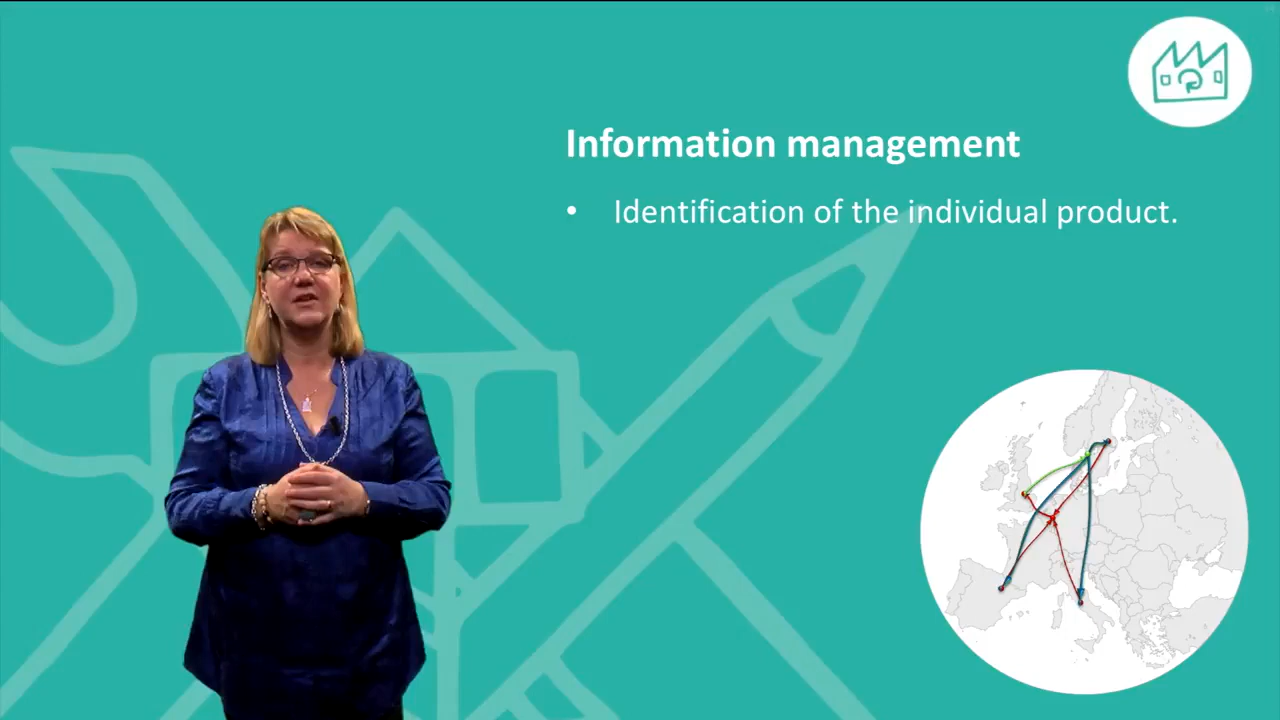 Information management
• Identification of the individual product.